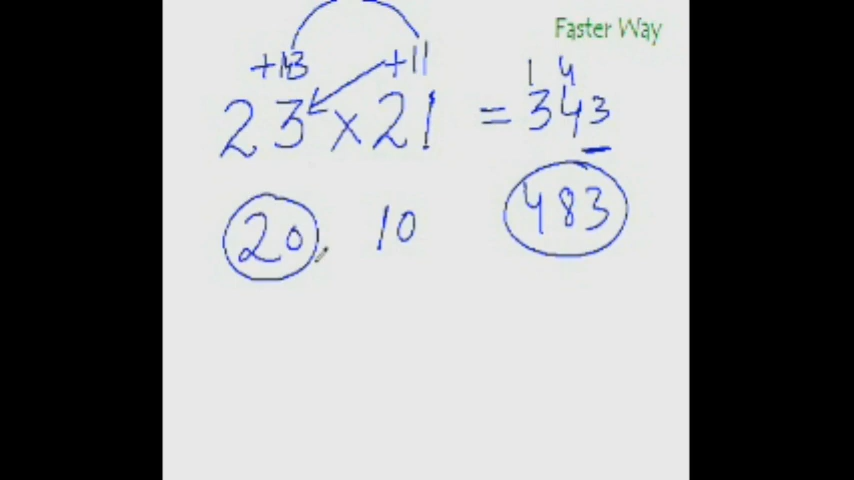 Faster Way
+13 +11 1 4
23 × 21 = 343
20, 10 483